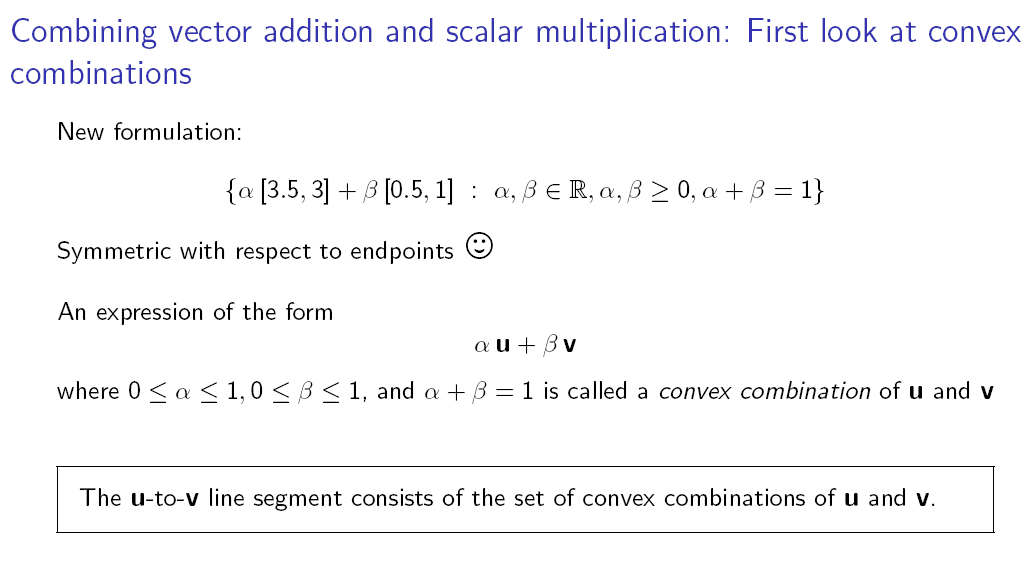 Combining vector addition and scalar multiplication: First look at convex
combinations
New formulation:
{α [3.5, 3] + β [0.5, 1] : α, β ∈ ℝ, α, β ≥ 0, α + β = 1}
Symmetric with respect to endpoints ☺
An expression of the form
α u + β v
where 0 ≤ α ≤ 1, 0 ≤ β ≤ 1, and α + β = 1 is called a convex combination of u and v
The u-to-v line segment consists of the set of convex combinations of u and v.